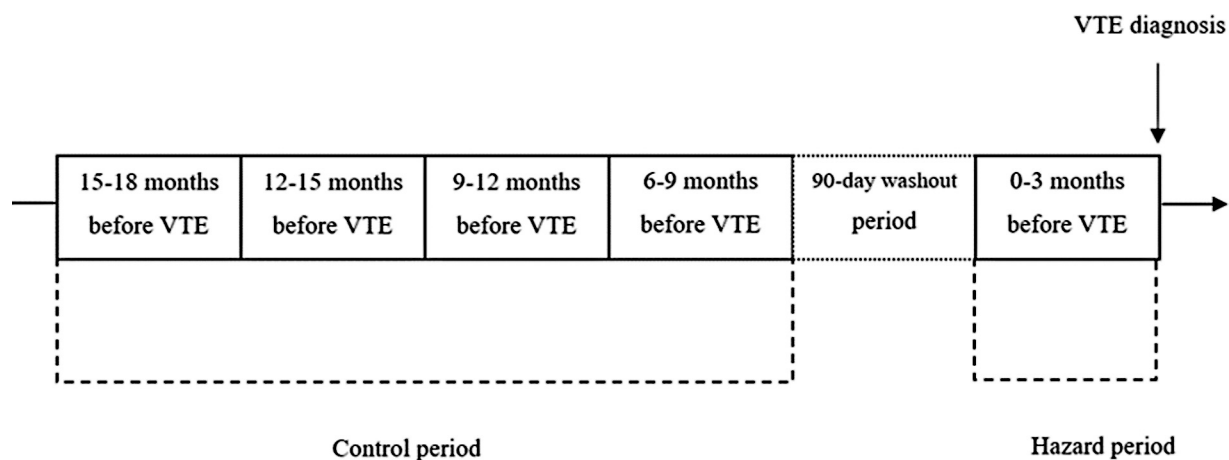 VTE diagnosis
15-18 months
before VTE
12-15 months
before VTE
9-12 months
before VTE
6-9 months
before VTE
90-day washout
period
0-3 months
before VTE
Control period
Hazard period